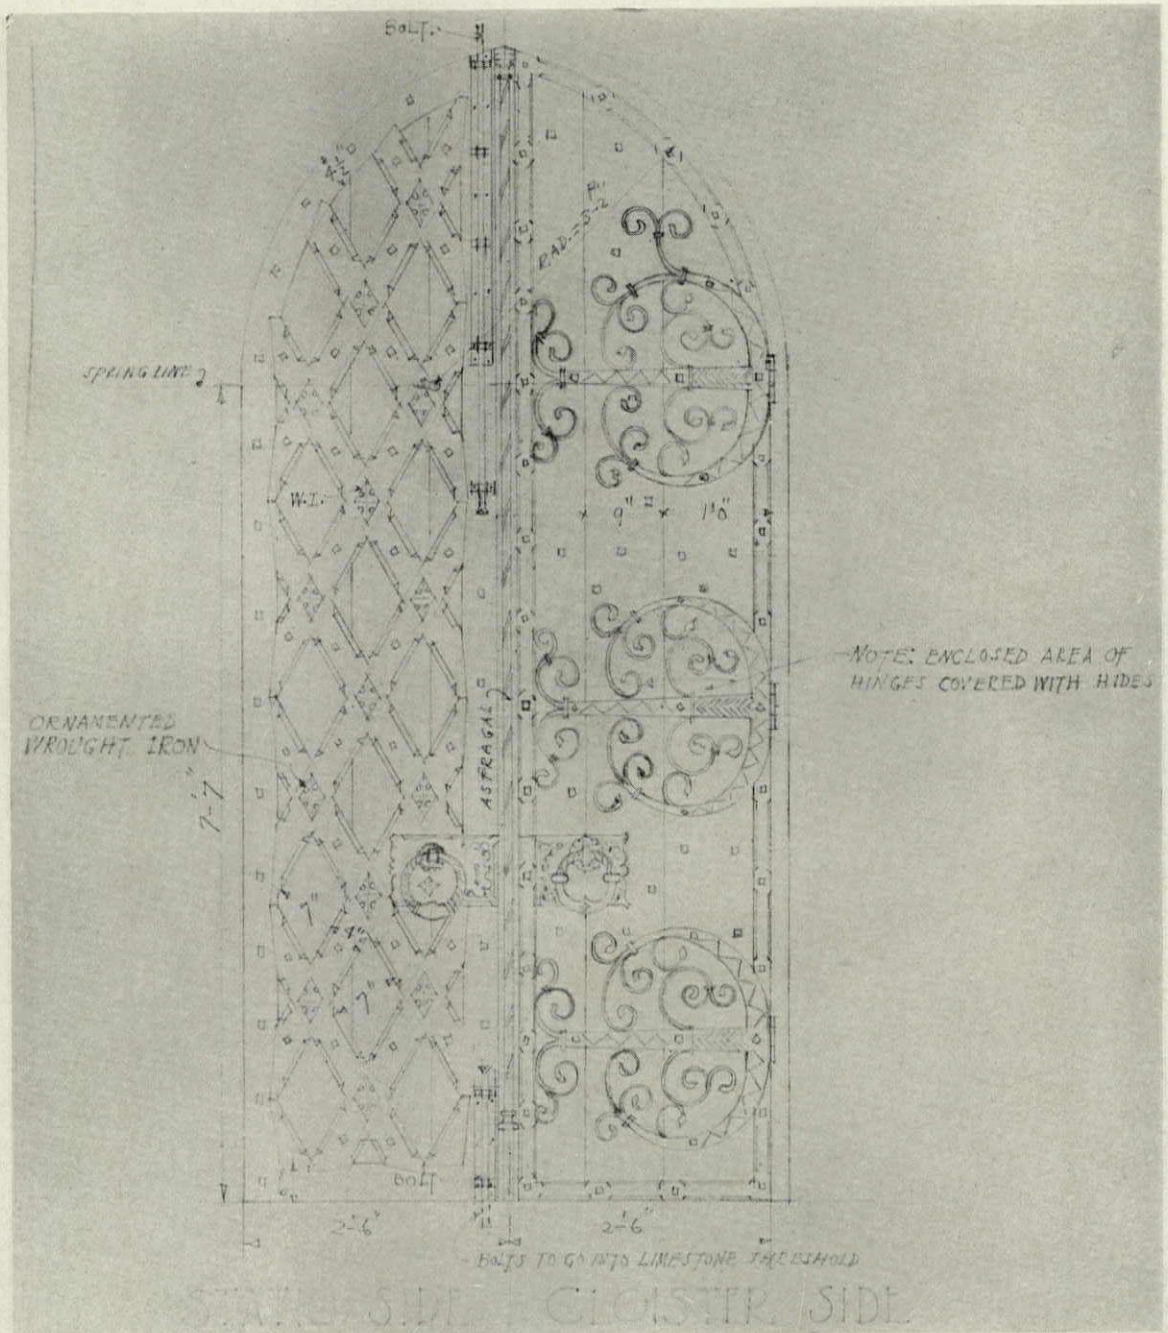 BOLT.
4½"
RAD. = 5'-2"
SPRING LINE
W.I.
9"
1'0"
NOTE: ENCLOSED AREA OF
HINGES COVERED WITH HIDES
ORNAMENTED
WROUGHT IRON
ASTRAGAL
7'-7"
7"
4"
7"
BOLT
2'-6"
2'-6"
BOLTS TO GO INTO LIMESTONE THRESHOLD
SIDE CLOISTER SIDE